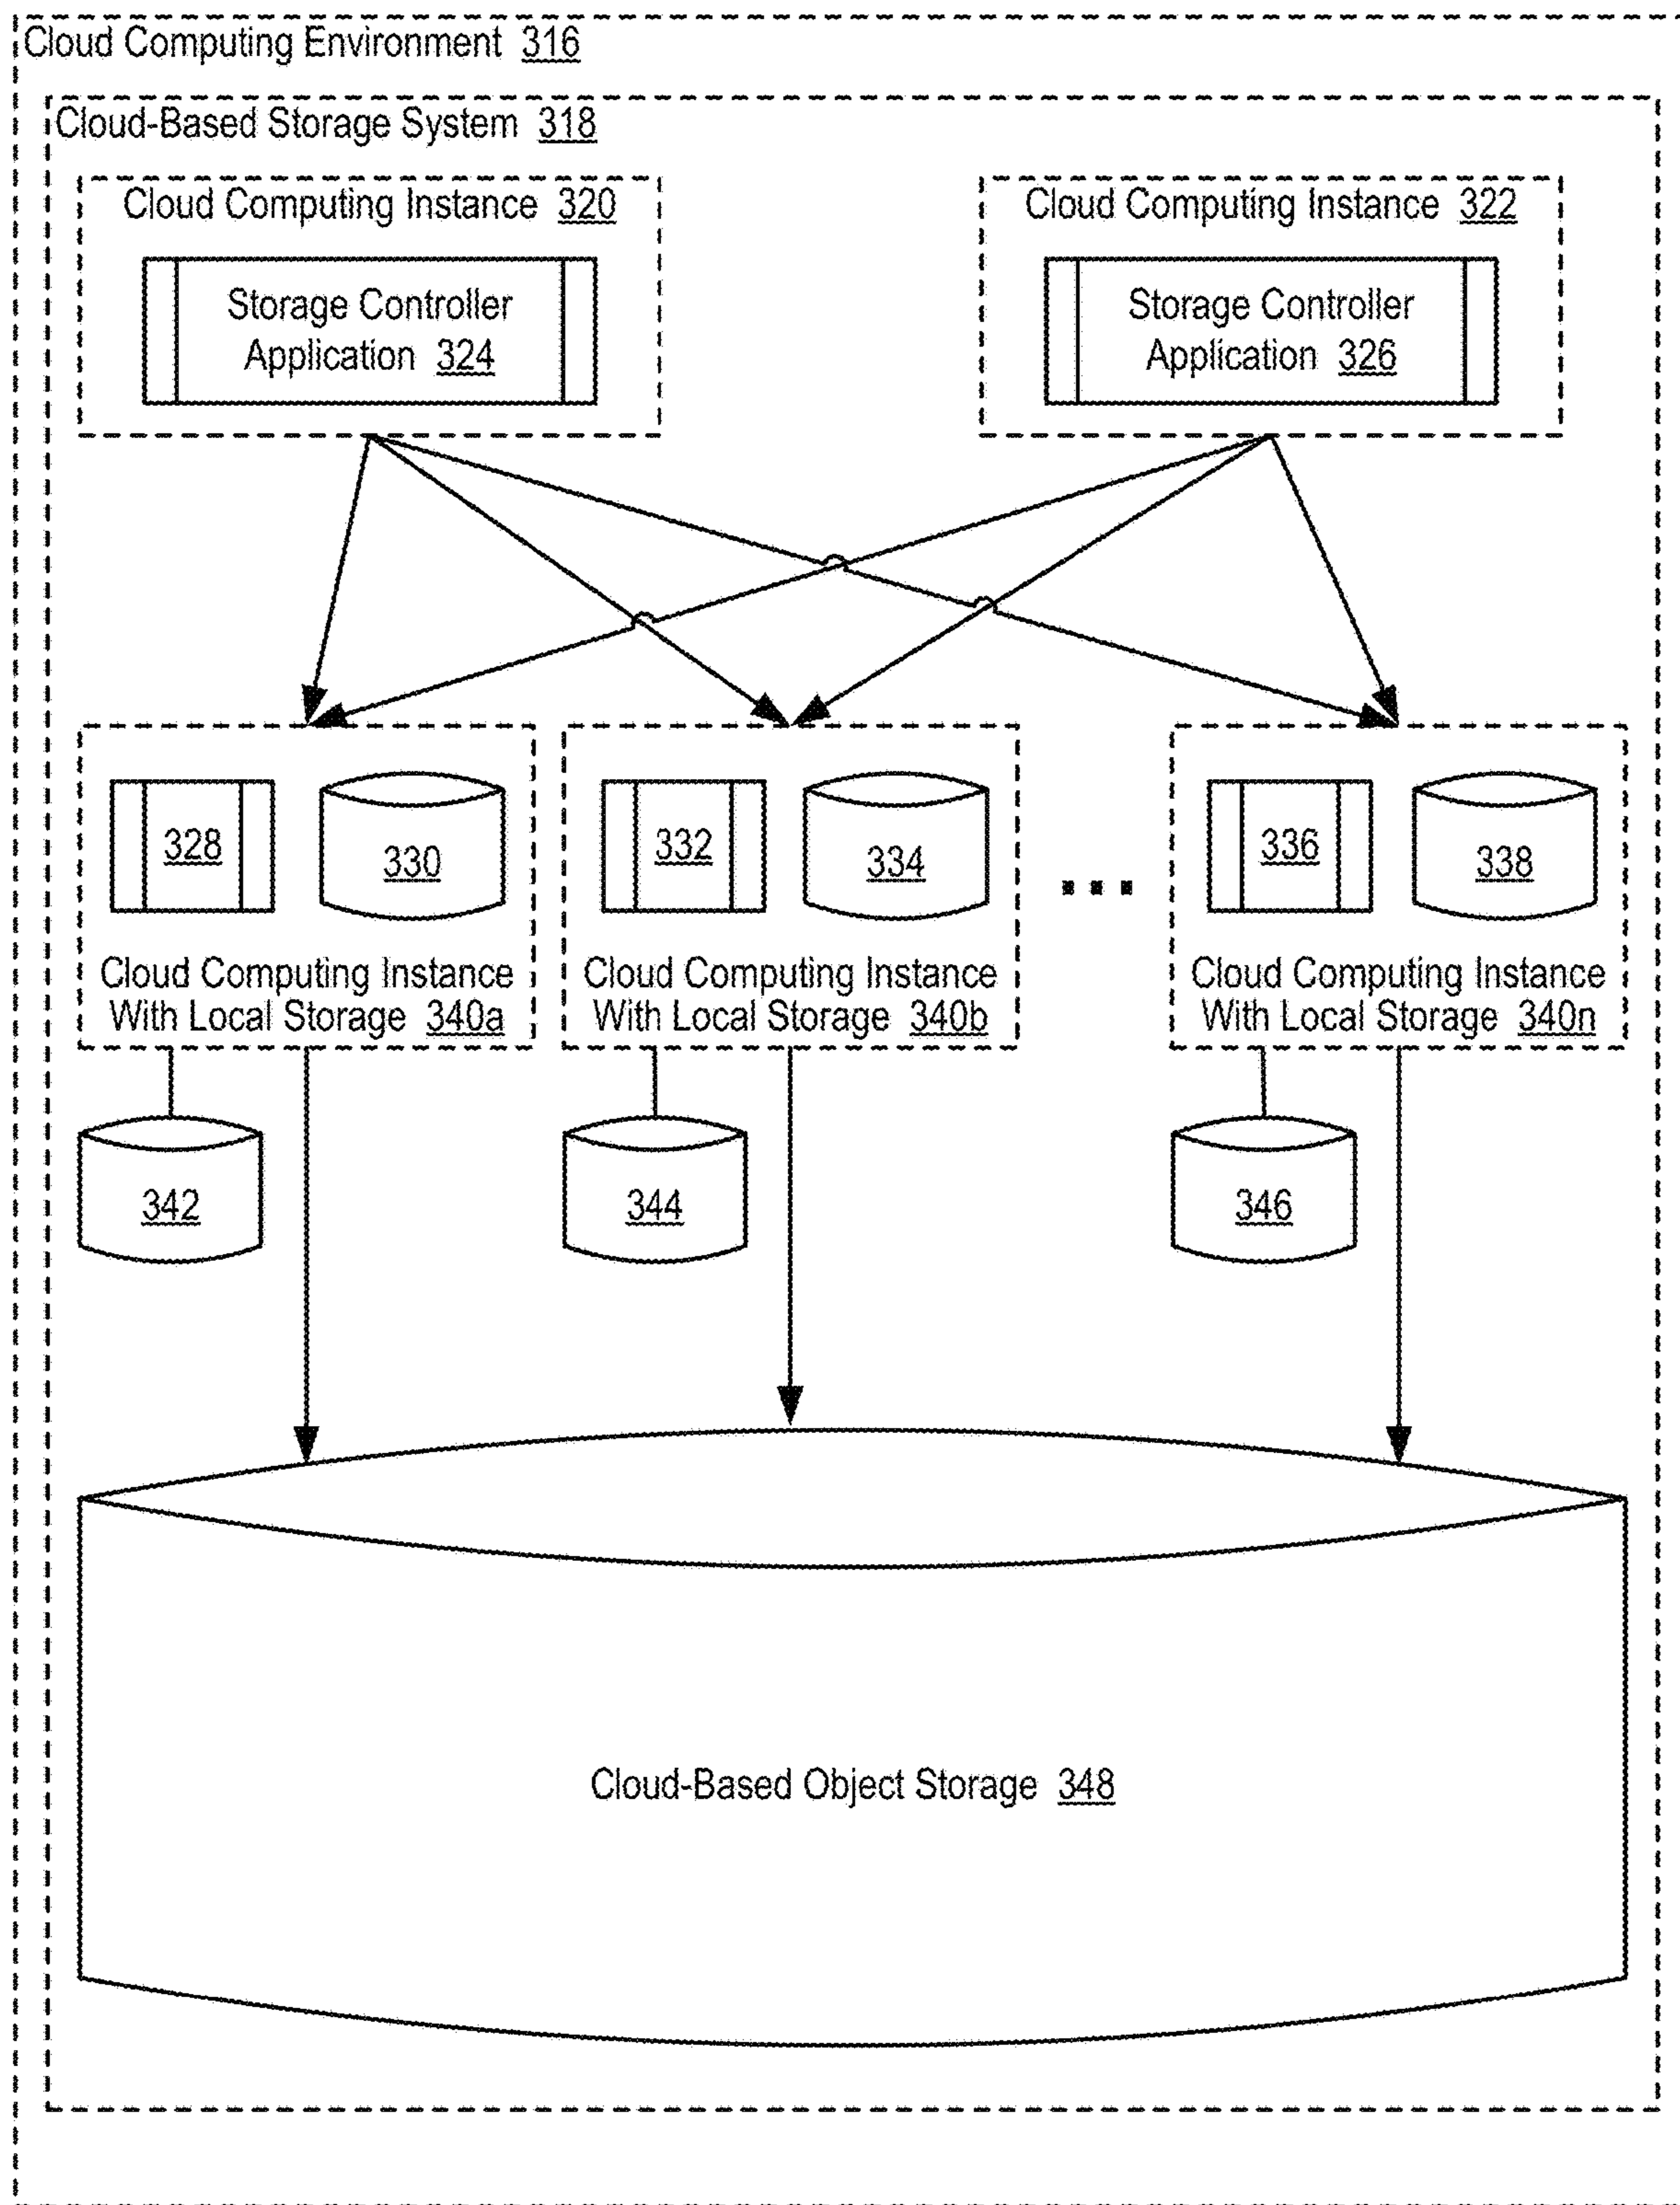 Cloud Computing Environment 316
Cloud-Based Storage System 318
Cloud Computing Instance 320
Storage Controller
Application 324
Cloud Computing Instance 322
Storage Controller
Application 326
328
330
Cloud Computing Instance
With Local Storage 340a
332
334
Cloud Computing Instance
With Local Storage 340b
...
336
338
Cloud Computing Instance
With Local Storage 340n
342
344
346
Cloud-Based Object Storage 348